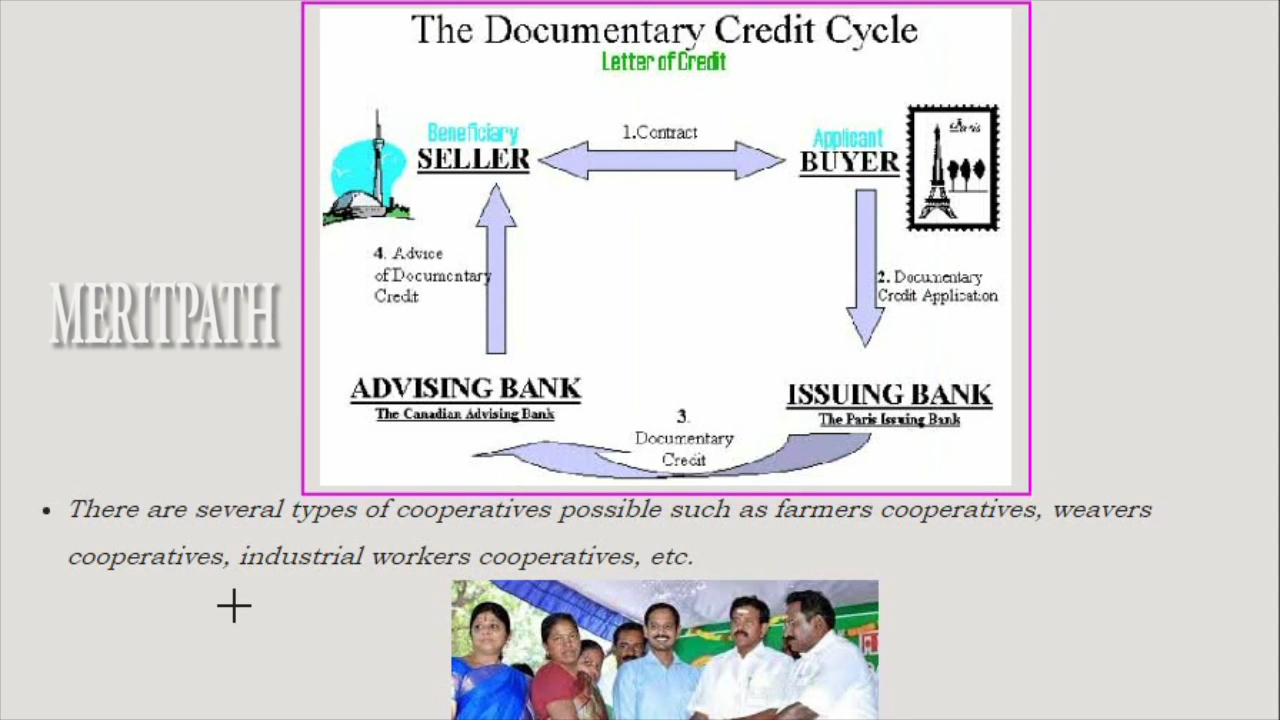 The Documentary Credit Cycle
Letter of Credit
Beneficiary
SELLER
1.Contract
Applicant
BUYER
Paris
4. Advice
of Documentary
Credit
2. Documentary
Credit Application
MERITPATH
ADVISING BANK
The Canadian Advising Bank
ISSUING BANK
The Paris Issuing Bank
3.
Documentary
Credit
• There are several types of cooperatives possible such as farmers cooperatives, weavers
cooperatives, industrial workers cooperatives, etc.